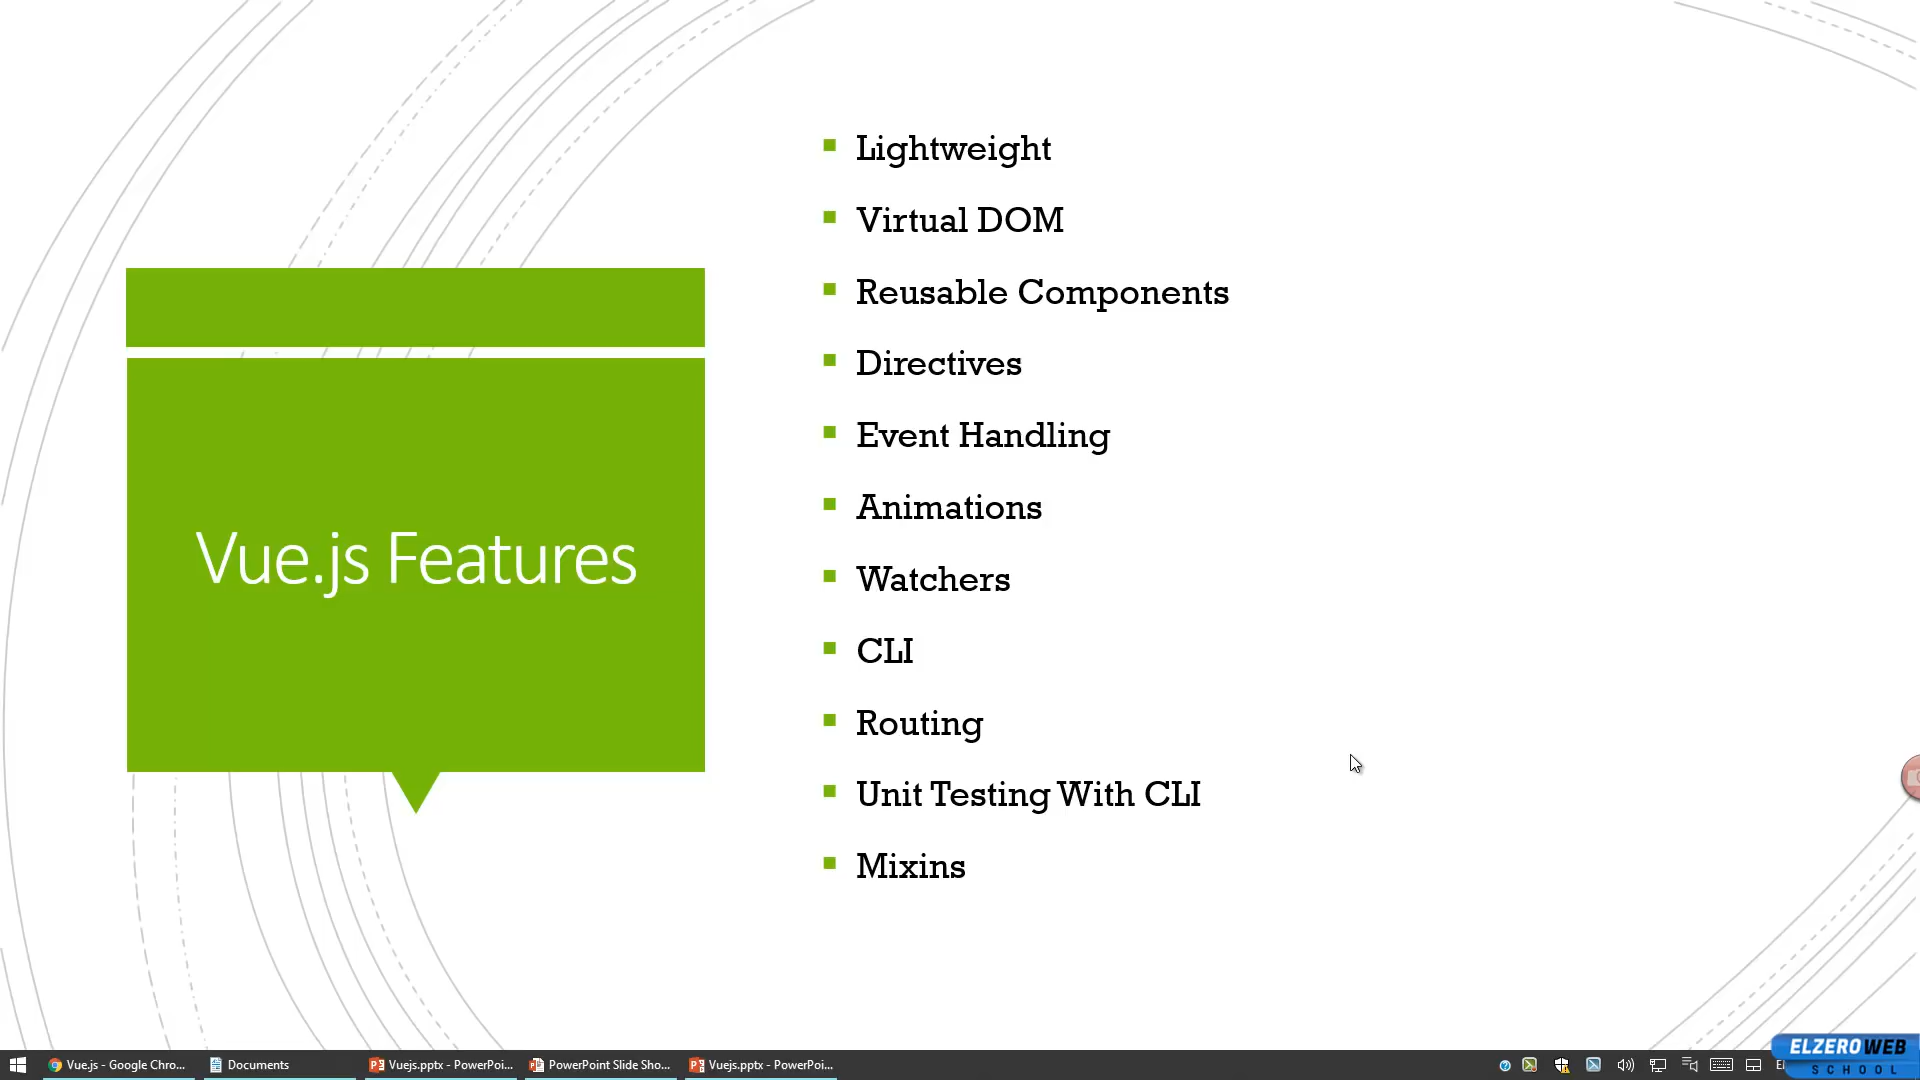 Vue.js Features
Lightweight
Virtual DOM
Reusable Components
Directives
Event Handling
Animations
Watchers
CLI
Routing
Unit Testing With CLI
Mixins
Vue.js - Google Chro...
Documents
Vuejs.pptx - PowerPoi...
PowerPoint Slide Sho...
Vuejs.pptx - PowerPoi...
ELZERO WEB
SCHOOL